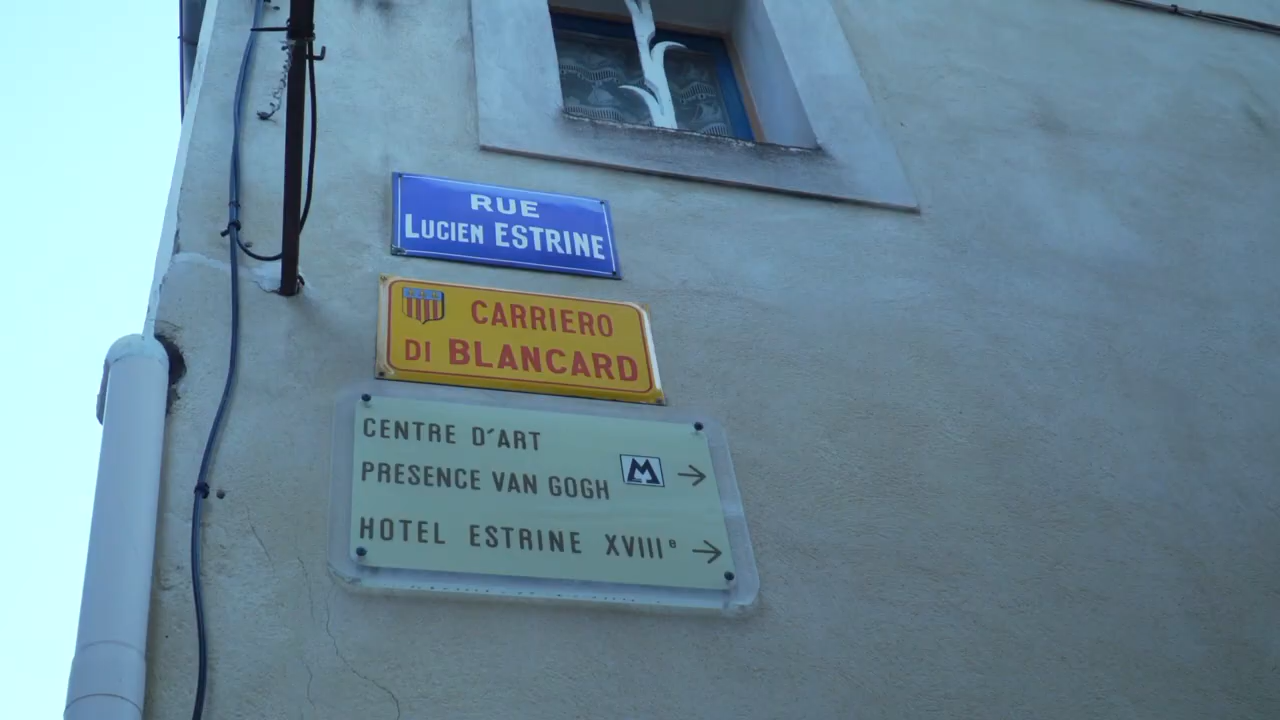 RUE
LUCIEN ESTRINE
CARRIERO
DI BLANCARD
CENTRE D'ART
PRESENCE VAN GOGH M →
HOTEL ESTRINE XVIIIᵉ →